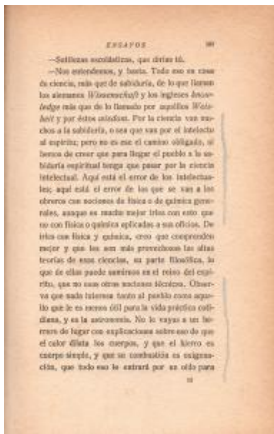 ENSAYOS
—Sutilezas escolásticas, que dirían tú.
—Nos entendemos, y basta. Todo eso es cosa
de ciencia, más que de sabiduría, de lo que llaman
los alemanes Wissenschaft y los ingleses know-
ledge más que de lo llamado por aquéllos Weis-
heit y por éstos wisdom. Por la ciencia van mu-
chos a la sabiduría, o sea que van por el intelecto
al espíritu; pero no es ese el camino obligado, ni
hemos de creer que para llegar el pueblo a la sa-
biduría espiritual tenga que pasar por la ciencia
intelectual. Aquí está el error de los intelectua-
les; aquí está el error de los que se van a los
obreros con nociones de física o de química gene-
rales, aunque es mucho mejor irles con esto que
no con física o química aplicadas a sus oficios. De
irles con física y química, creo que comprenden
mejor y que les son más provechosas las altas
teorías de esas ciencias, su parte filosófica, lo
que de ellas puede sumirnos en el reino del espí-
ritu, que no esas otras nociones técnicas. Obser-
va que nada interesa tanto al pueblo como aque-
llo que le es menos útil para la vida práctica coti-
diana, y es la astronomía. No le vayas a un he-
rrero de lugar con explicaciones sobre eso de que
el calor dilata los cuerpos, y que el hierro es
cuerpo simple, y que su combustión es oxigena-
ción, que todo eso le entrará por un oído para